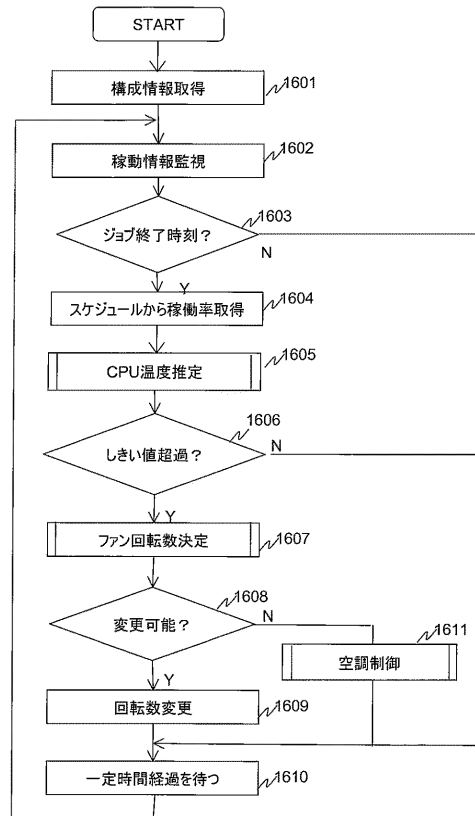 START
構成情報取得
1601
稼動情報監視
1602
ジョブ終了時刻？
1603
N
Y
スケジュールから稼働率取得
1604
CPU温度推定
1605
しきい値超過？
1606
N
Y
ファン回転数決定
1607
変更可能？
1608
N
Y
空調制御
1611
回転数変更
1609
一定時間経過を待つ
1610